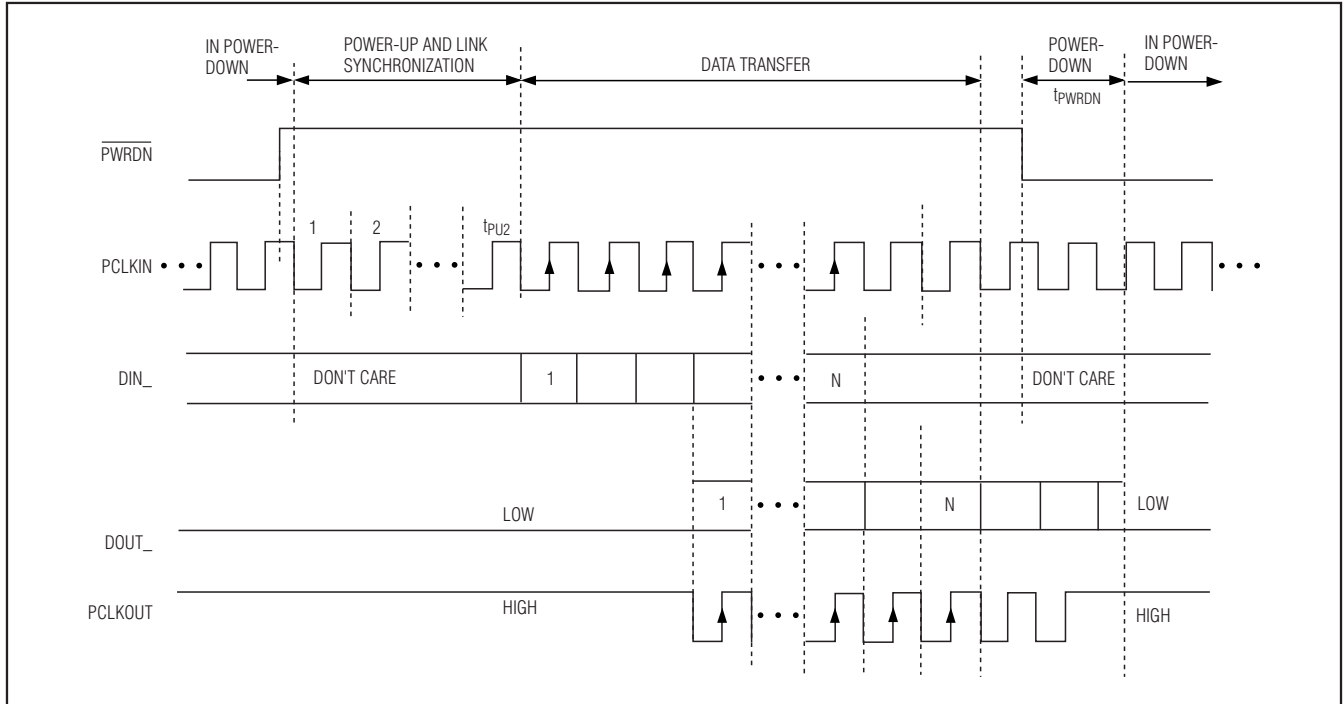 IN POWER-
DOWN
POWER-UP AND LINK
SYNCHRONIZATION
DATA TRANSFER
POWER-
DOWN
tPWRDN
IN POWER-
DOWN
PWRDN
1
2
tPU2
PCLKIN
DIN_
DON'T CARE
1
N
DON'T CARE
1
N
LOW
LOW
DOUT_
PCLKOUT
HIGH
HIGH